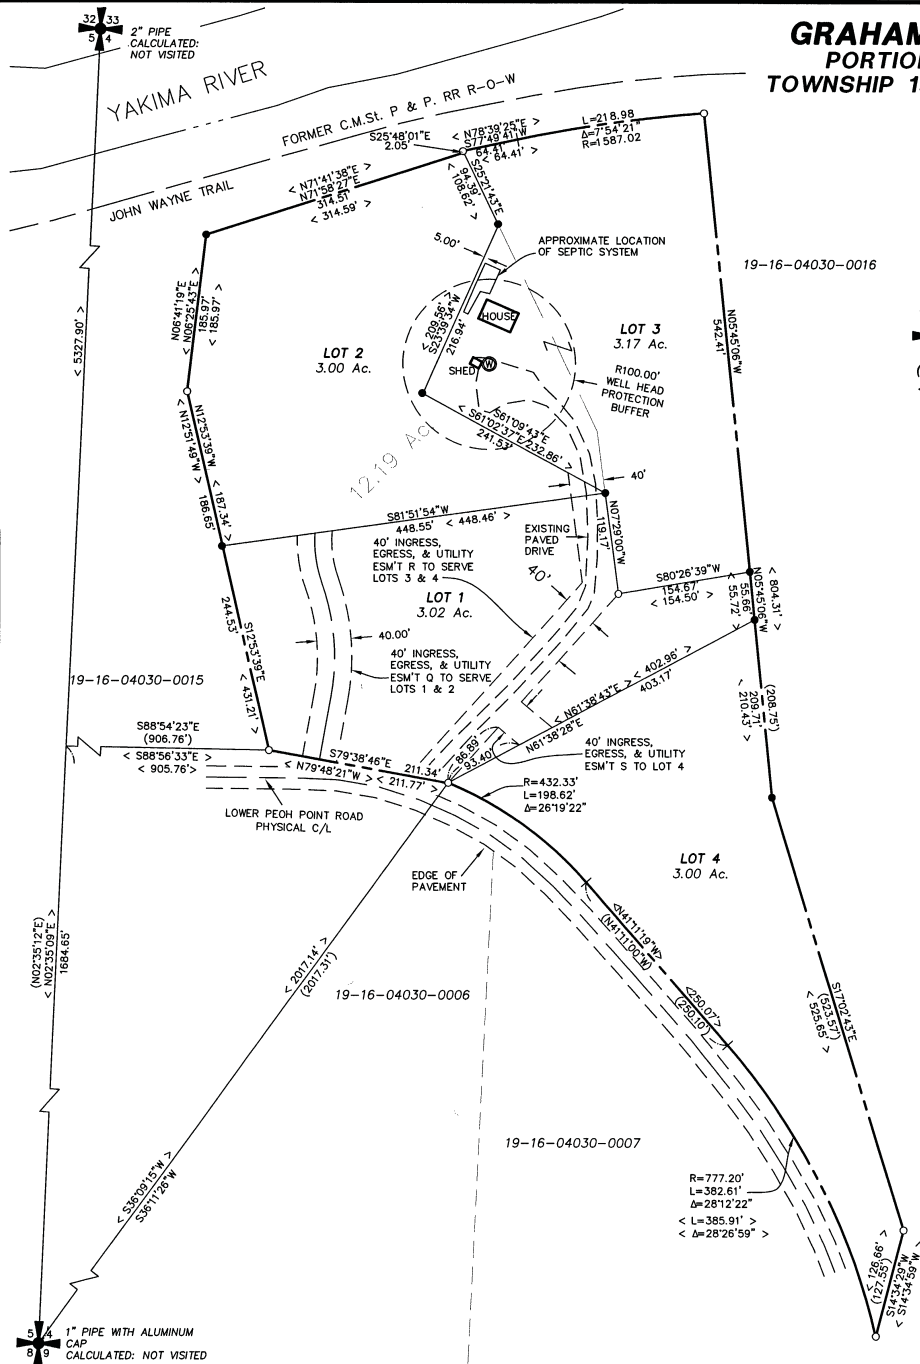 32 33
5 4
2" PIPE
CALCULATED:
NOT VISITED
GRAHAM
PORTION
TOWNSHIP 1
YAKIMA RIVER
FORMER C.M.St. P & P. RR R-O-W
JOHN WAYNE TRAIL
S25°48'01"E
2.05'
< N78°39'25"E >
S77°49'41"W
64.41'
< 64.41' >
L=218.98
Δ=7°54'21"
R=1587.02
< N71°41'38"E >
N71°58'27"E
314.51'
< 314.59' >
S25°21'43"E
94.39'
< 108.62' >
5.00'
APPROXIMATE LOCATION
OF SEPTIC SYSTEM
19-16-04030-0016
< 5327.90' >
N06°41'19"E
< N06°25'43"E >
185.97'
< 185.97' >
< 209.56' >
S23°39'34"W
216.94'
HOUSE
LOT 2
3.00 Ac.
LOT 3
3.17 Ac.
N05°45'06"W
542.41'
SHED
W
R100.00'
WELL HEAD
PROTECTION
BUFFER
S61°09'43"E
< S61°02'37"E/232.86' >
241.53'
12.19 Ac.
N12°53'39"W
< N12°51'49"W >
< 187.34' >
186.65'
40'
S81°51'54"W
448.55' < 448.46' >
N07°29'00"W
119.17'
EXISTING
PAVED
DRIVE
40'
40' INGRESS,
EGRESS, & UTILITY
ESM'T R TO SERVE
LOTS 3 & 4
S80°26'39"W
154.67'
< 154.50' >
< 804.31' >
N05°45'06"W
55.66'
< 55.72' >
LOT 1
3.02 Ac.
244.53'
S12°53'39"E
< 431.21' >
40.00'
40' INGRESS,
EGRESS, & UTILITY
ESM'T Q TO SERVE
LOTS 1 & 2
19-16-04030-0015
< N61°38'43"E > < 402.96' >
N61°38'28"E 403.17'
(208.75')
209.71'
< 210.43' >
S88°54'23"E
(906.76')
< S88°56'33"E >
< 905.76' >
S79°38'46"E 211.34'
< N79°48'21"W > < 211.77' >
86.89'
93.40'
40' INGRESS,
EGRESS, & UTILITY
ESM'T S TO LOT 4
R=432.33'
L=198.62'
Δ=26°19'22"
LOWER PEOH POINT ROAD
PHYSICAL C/L
LOT 4
3.00 Ac.
EDGE OF
PAVEMENT
<N41°11'19"W>
(N41°11'00"W)
<250.07'>
(250.10')
(N02°35'12"E)
< N02°35'09"E >
1684.65'
< 2017.14' >
(2017.31')
19-16-04030-0006
S17°02'43"E
(523.57')
< 525.65' >
19-16-04030-0007
R=777.20'
L=382.61'
Δ=28°12'22"
< L=385.91' >
< Δ=28°26'59" >
< S36°09'15"W >
S36°11'26"W
< 126.66' >
(127.55')
S14°34'29"W
< S14°34'59"W >
5 4
8 9
1" PIPE WITH ALUMINUM
CAP
CALCULATED: NOT VISITED